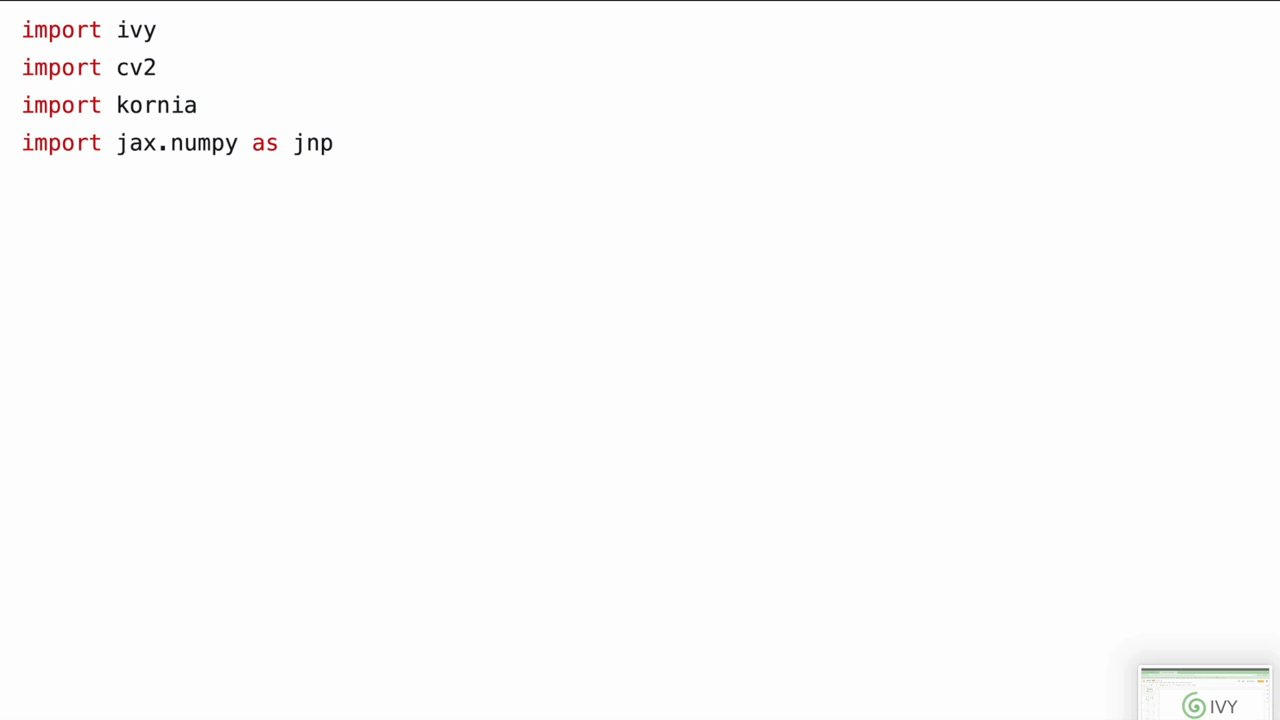 import ivy
import cv2
import kornia
import jax.numpy as jnp
IVY